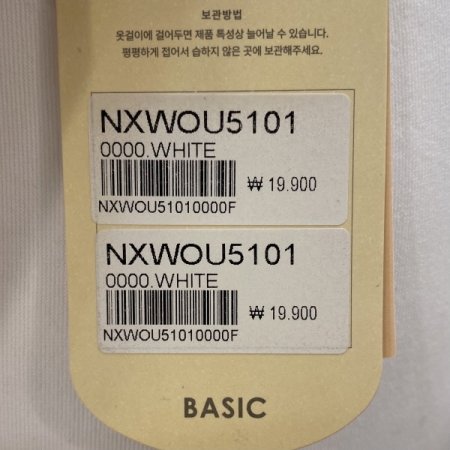 보관방법
옷걸이에 걸어두면 제품 특성상 늘어날 수 있습니다.
평평하게 접어서 습하지 않은 곳에 보관해주세요.
NXWOU5101
0000.WHITE
₩ 19.900
NXWOU51010000F
NXWOU5101
0000.WHITE
₩ 19.900
NXWOU51010000F
BASIC